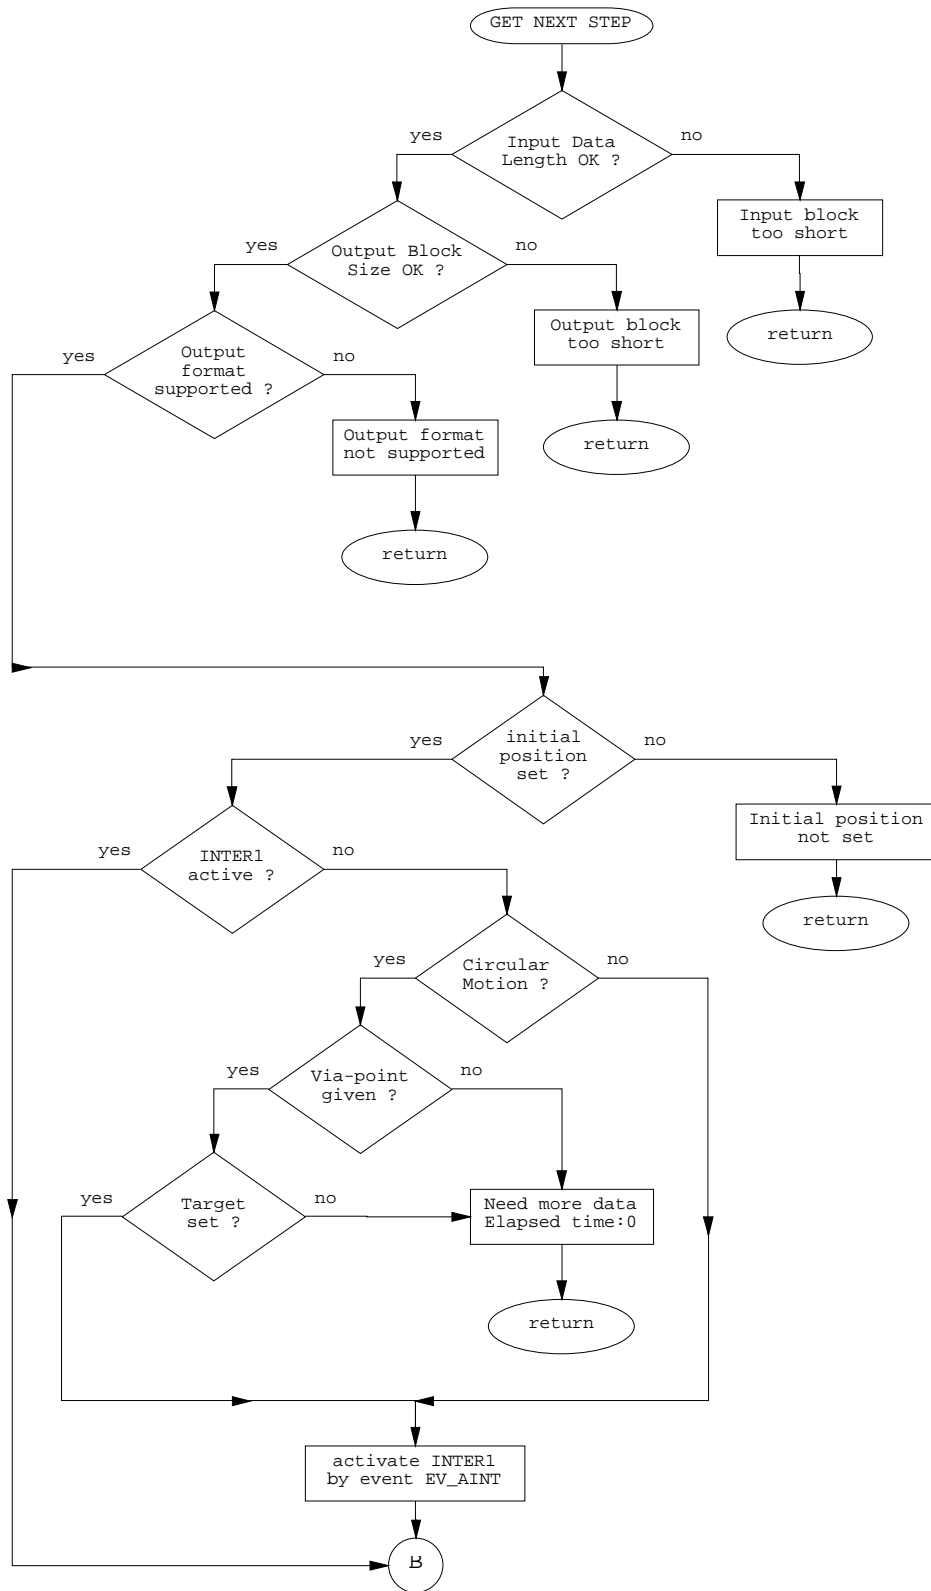 GET NEXT STEP
yes
Input Data
Length OK ?
no
Input block
too short
return
yes
Output Block
Size OK ?
no
Output block
too short
return
yes
Output
format
supported ?
no
Output format
not supported
return
yes
initial
position
set ?
no
Initial position
not set
return
yes
INTER1
active ?
no
yes
Circular
Motion ?
no
yes
Via-point
given ?
no
yes
Target
set ?
no
Need more data
Elapsed time:0
return
activate INTER1
by event EV_AINT
B